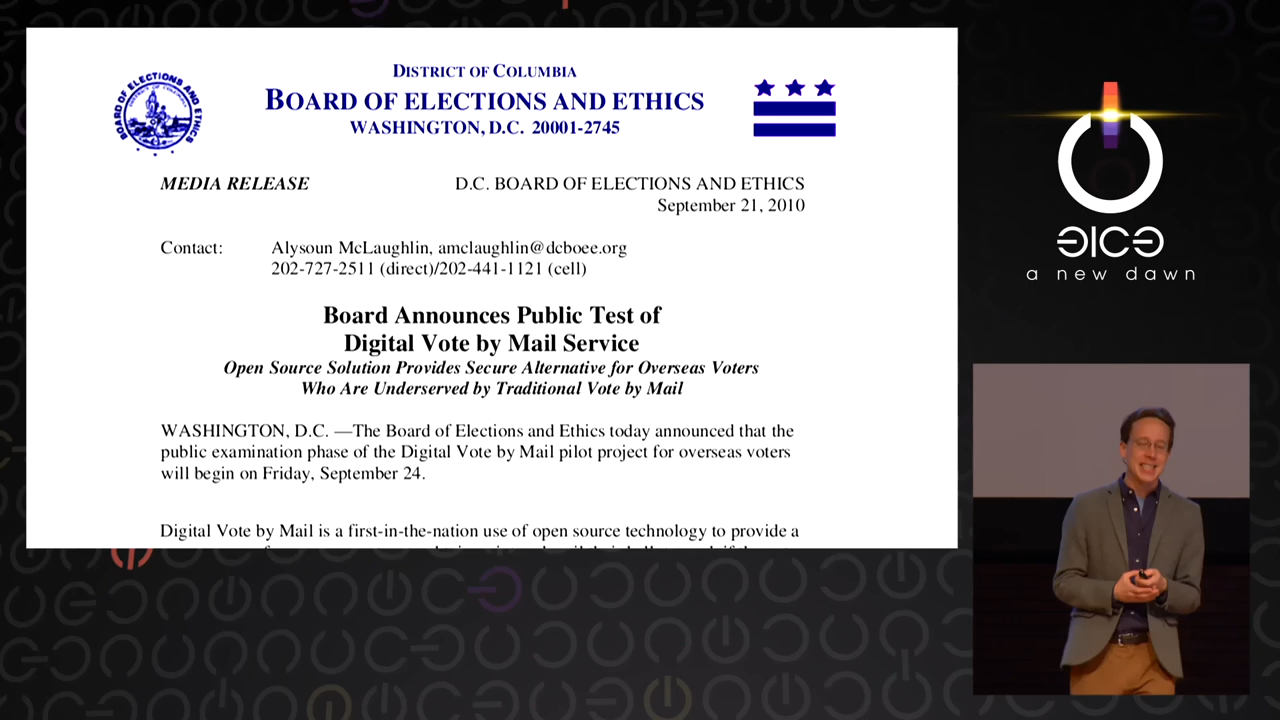 DISTRICT OF COLUMBIA
BOARD OF ELECTIONS AND ETHICS
WASHINGTON, D.C. 20001-2745
BOARD OF ELECTIONS AND ETHICS
MEDIA RELEASE
D.C. BOARD OF ELECTIONS AND ETHICS
September 21, 2010
Contact: Alysoun McLaughlin, amclaughlin@dcboee.org
202-727-2511 (direct)/202-441-1121 (cell)
Board Announces Public Test of
Digital Vote by Mail Service
Open Source Solution Provides Secure Alternative for Overseas Voters
Who Are Underserved by Traditional Vote by Mail
WASHINGTON, D.C. —The Board of Elections and Ethics today announced that the
public examination phase of the Digital Vote by Mail pilot project for overseas voters
will begin on Friday, September 24.
Digital Vote by Mail is a first-in-the-nation use of open source technology to provide a
a new dawn